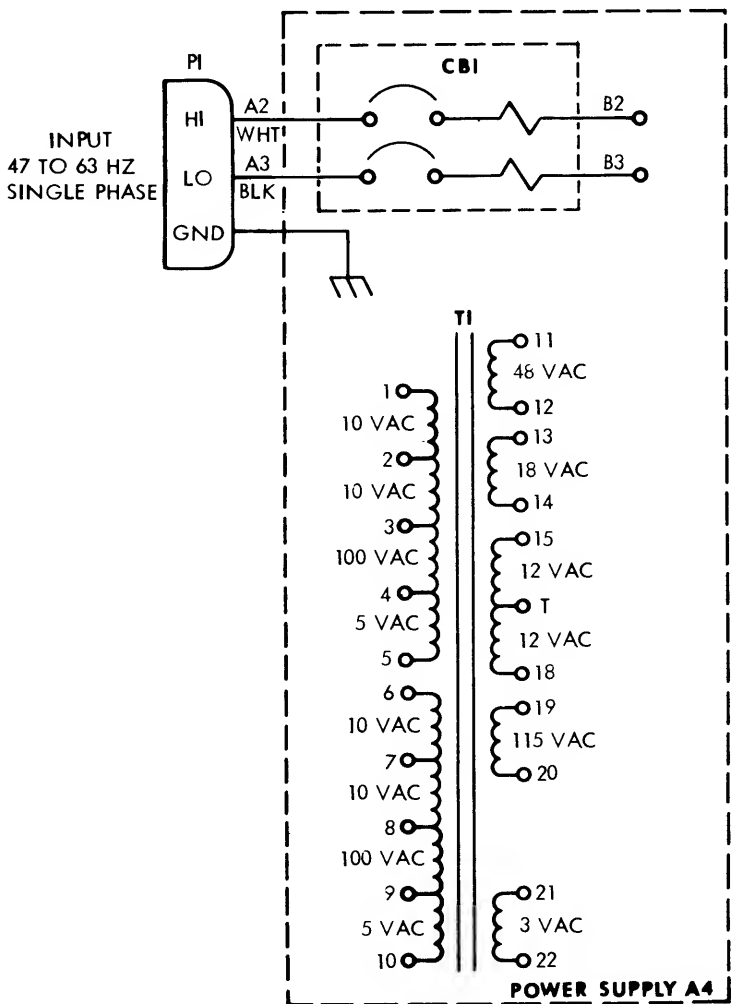 P1
HI
LO
GND
INPUT
47 TO 63 HZ
SINGLE PHASE
A2
WHT
A3
BLK
CB1
B2
B3
T1
1
10 VAC
2
10 VAC
3
100 VAC
4
5 VAC
5
6
10 VAC
7
10 VAC
8
100 VAC
9
5 VAC
10
11
48 VAC
12
13
18 VAC
14
15
12 VAC
T
12 VAC
18
19
115 VAC
20
21
3 VAC
22
POWER SUPPLY A4